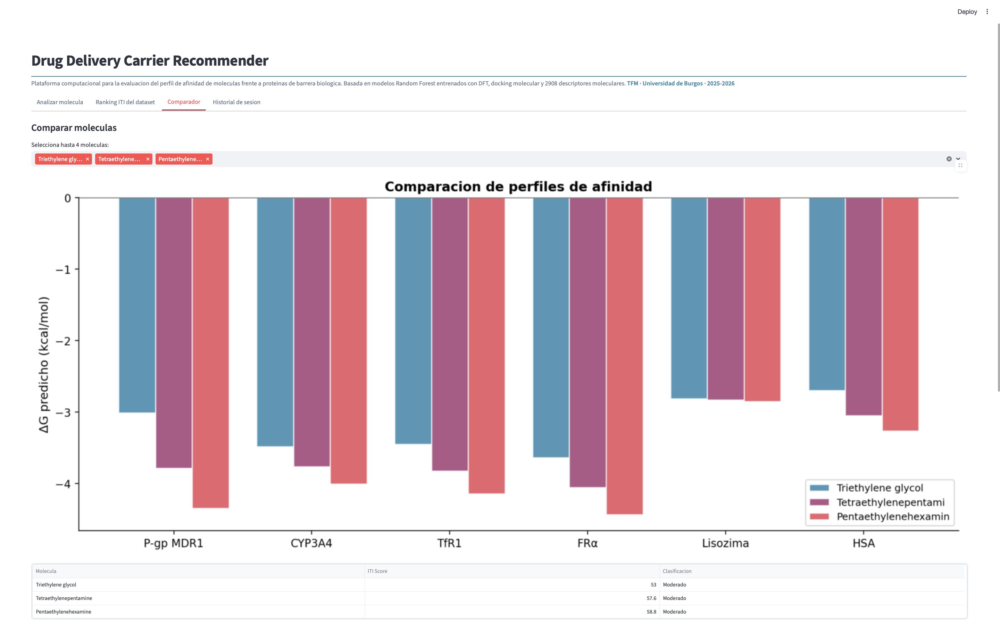 Deploy
Drug Delivery Carrier Recommender
Plataforma computacional para la evaluacion del perfil de afinidad de moleculas frente a proteinas de barrera biologica. Basada en modelos Random Forest entrenados con DFT, docking molecular y 2908 descriptores moleculares. TFM · Universidad de Burgos · 2025-2026
Analizar molecula Ranking ITI del dataset Comparador Historial de sesion
Comparar moleculas
Selecciona hasta 4 moleculas:
Triethylene gly... × Tetraethylene... × Pentaethylene... ×
Comparacion de perfiles de afinidad
0
−1
−2
−3
−4
ΔG predicho (kcal/mol)
Triethylene glycol
Tetraethylenepentami
Pentaethylenehexamin
P-gp MDR1 CYP3A4 TfR1 FRα Lisozima HSA
Molecula ITI Score Clasificacion
Triethylene glycol 53 Moderado
Tetraethylenepentamine 57.6 Moderado
Pentaethylenehexamine 58.8 Moderado